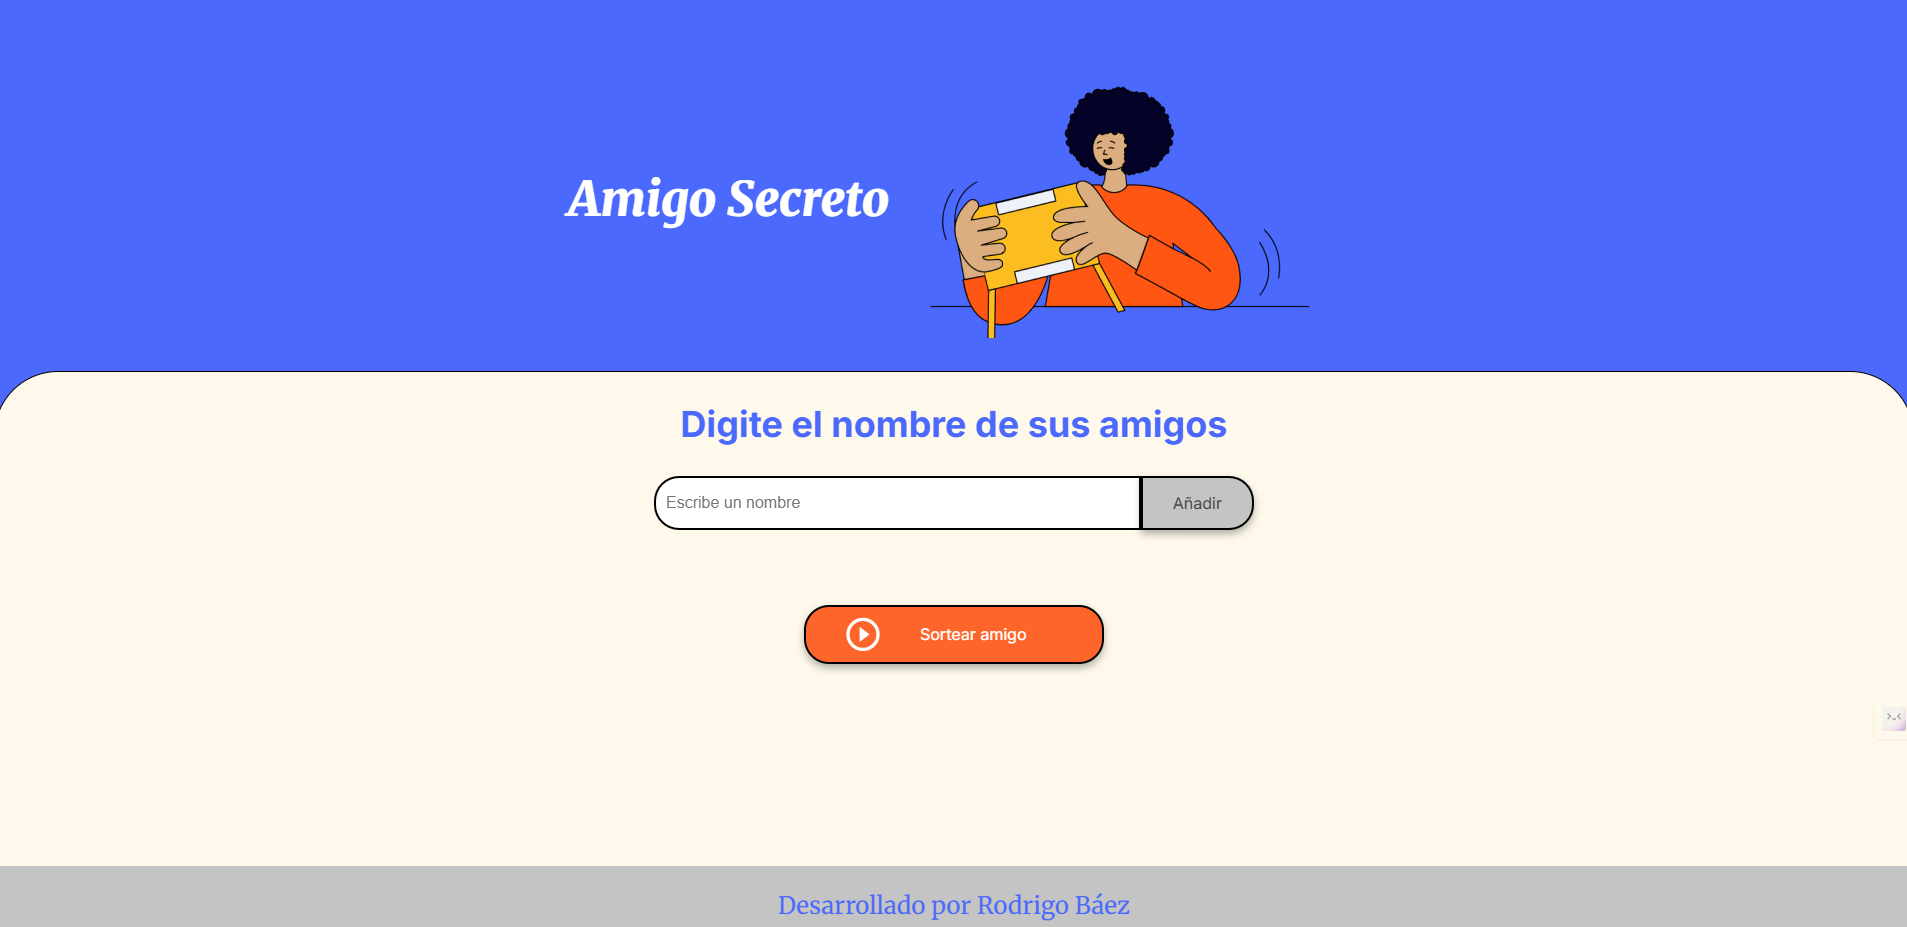 Amigo Secreto
Digite el nombre de sus amigos
Escribe un nombre
Añadir
Sortear amigo
Desarrollado por Rodrigo Báez